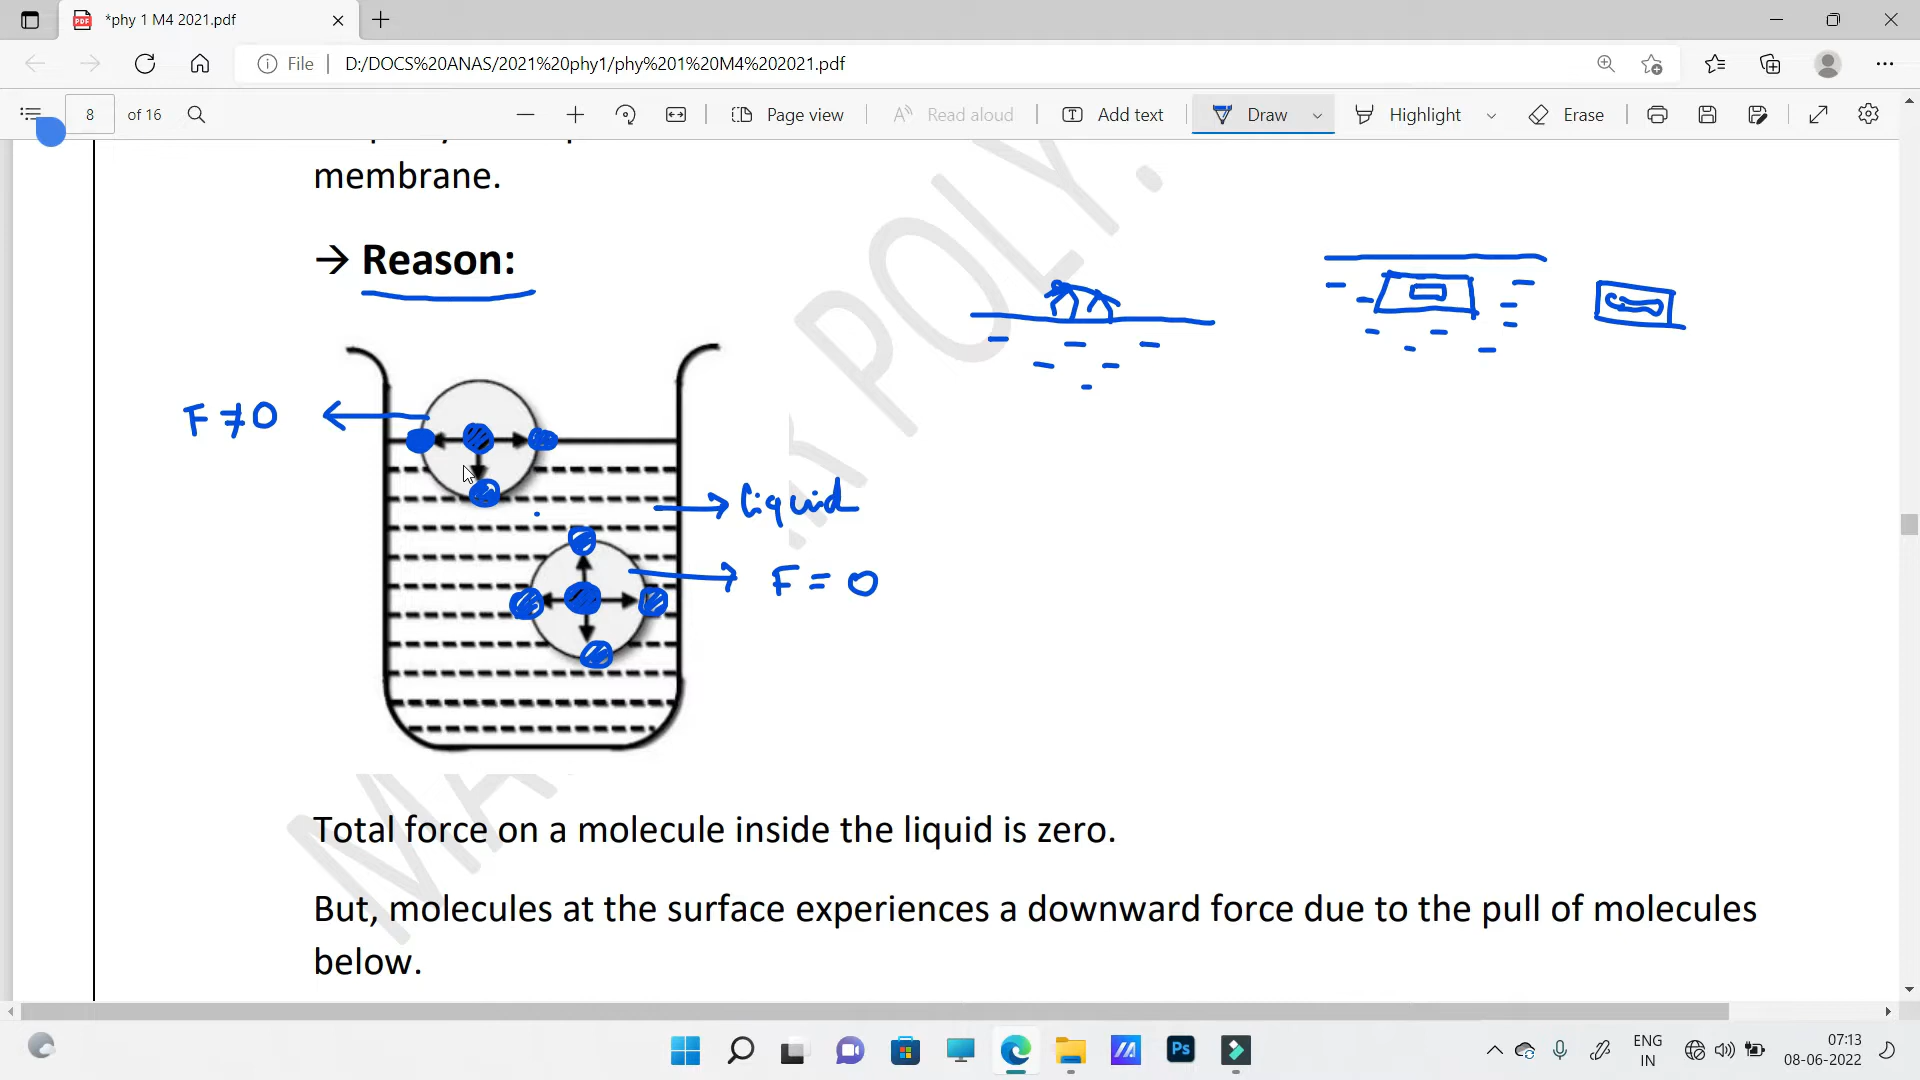 *phy 1 M4 2021.pdf
File
D:/DOCS%20ANAS/2021%20phy1/phy%201%20M4%202021.pdf
8 of 16
Page view
Read aloud
Add text
Draw
Highlight
Erase
membrane.
→ Reason:
F ≠ 0
liquid
F = 0
Total force on a molecule inside the liquid is zero.
But, molecules at the surface experiences a downward force due to the pull of molecules
below.
POLY.
MA
Ps
ENG
IN
07:13
08-06-2022